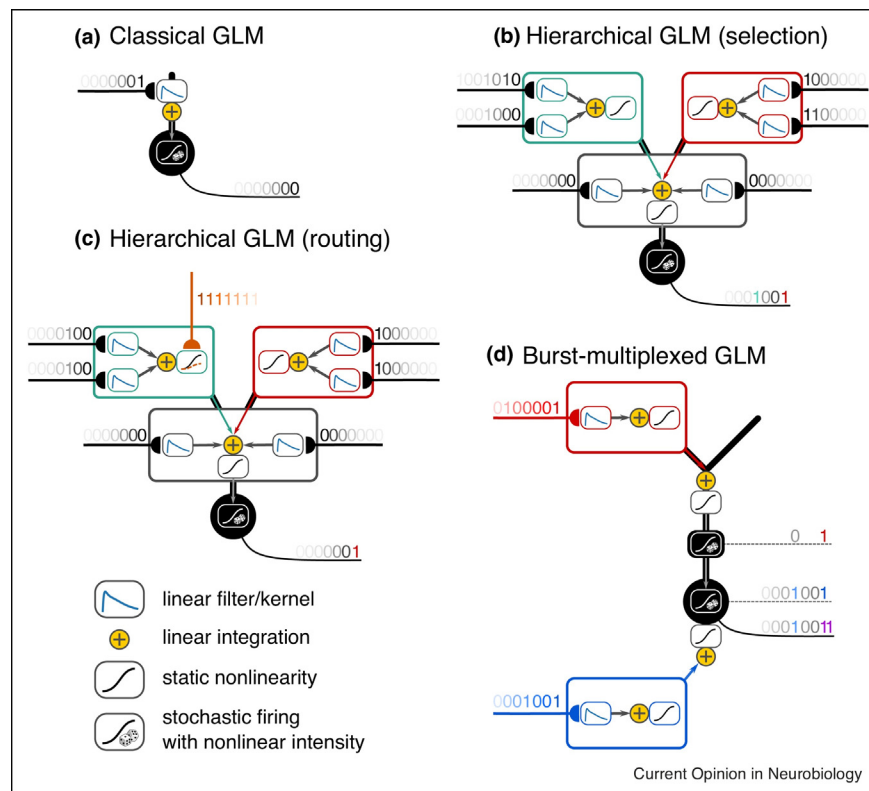 (a) Classical GLM
0000001
0000000
(b) Hierarchical GLM (selection)
1001010
1000000
0001000
1100000
0000000
0000000
0001001
(c) Hierarchical GLM (routing)
1111111
0000100
1000000
0000100
1000000
0000000
0000000
0000001
(d) Burst-multiplexed GLM
0100001
0 1
0001001
00010011
0001001
linear filter/kernel
linear integration
static nonlinearity
stochastic firing
with nonlinear intensity
Current Opinion in Neurobiology